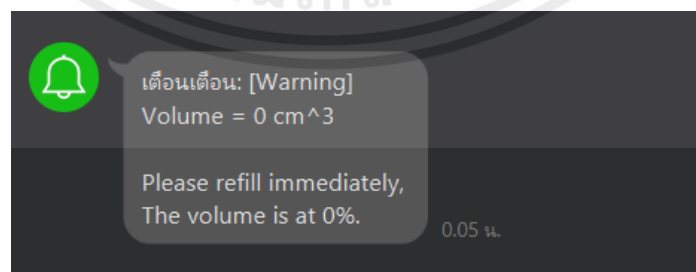 เตือนเตือน: [Warning]
Volume = 0 cm^3
Please refill immediately,
The volume is at 0%.
0.05 น.